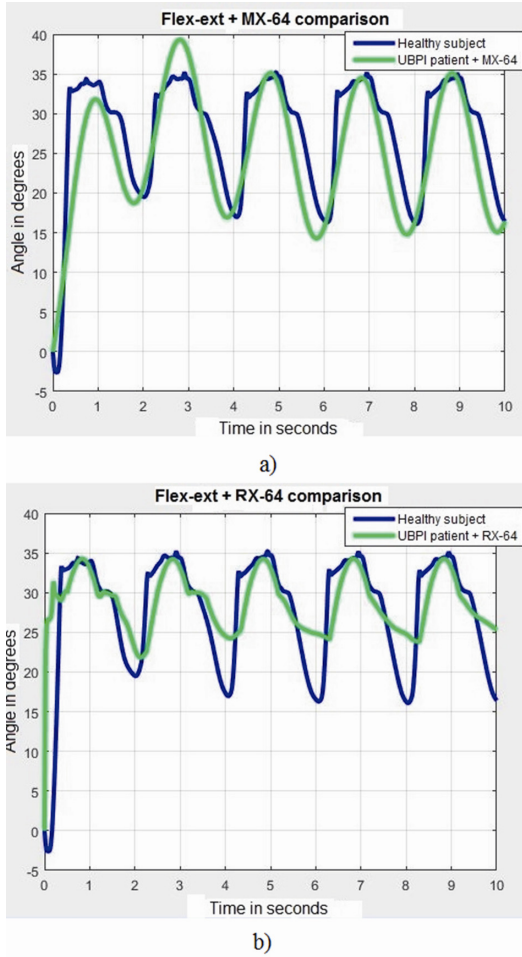 Flex-ext + MX-64 comparison
Healthy subject
UBPI patient + MX-64
40
35
30
25
20
15
10
5
0
-5
Angle in degrees
0 1 2 3 4 5 6 7 8 9 10
Time in seconds
a)
Flex-ext + RX-64 comparison
Healthy subject
UBPI patient + RX-64
40
35
30
25
20
15
10
5
0
-5
Angle in degrees
0 1 2 3 4 5 6 7 8 9 10
Time in seconds
b)